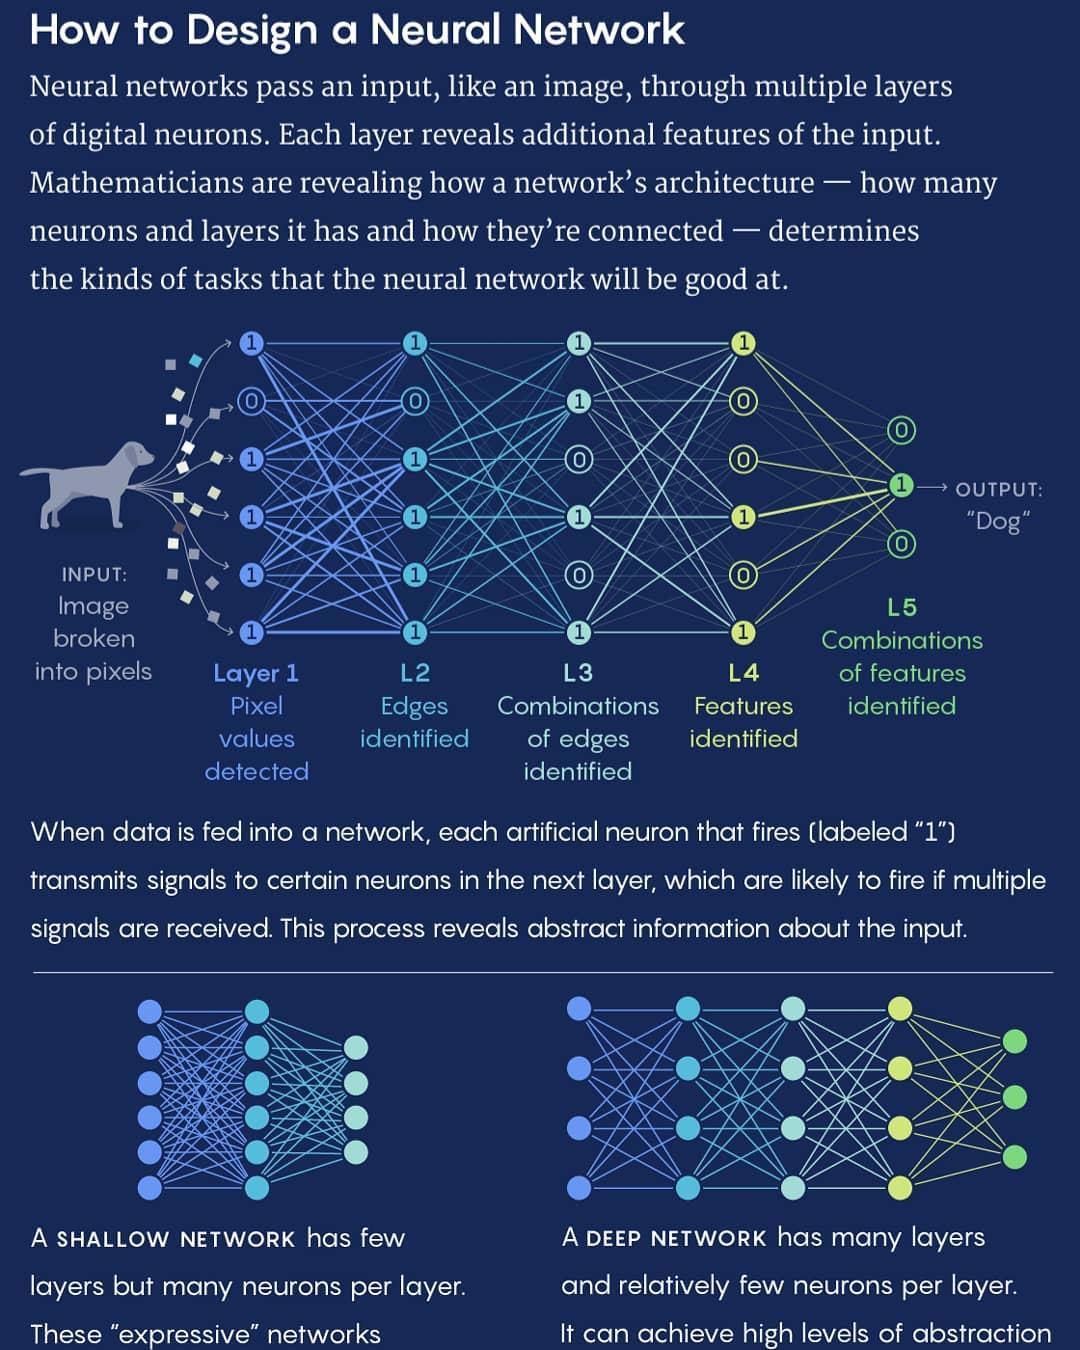 How to Design a Neural Network
Neural networks pass an input, like an image, through multiple layers
of digital neurons. Each layer reveals additional features of the input.
Mathematicians are revealing how a network’s architecture — how many
neurons and layers it has and how they’re connected — determines
the kinds of tasks that the neural network will be good at.
1 1 1 1
0 0 1 0
0
1 1 0 0
1
1 1 1 1
0
1 1 0 0
1 1 1 1
OUTPUT:
“Dog“
INPUT:
Image
broken
into pixels
Layer 1
Pixel
values
detected
L2
Edges
identified
L3
Combinations
of edges
identified
L4
Features
identified
L5
Combinations
of features
identified
When data is fed into a network, each artificial neuron that fires (labeled “1”)
transmits signals to certain neurons in the next layer, which are likely to fire if multiple
signals are received. This process reveals abstract information about the input.
A SHALLOW NETWORK has few
layers but many neurons per layer.
These “expressive” networks
A DEEP NETWORK has many layers
and relatively few neurons per layer.
It can achieve high levels of abstraction